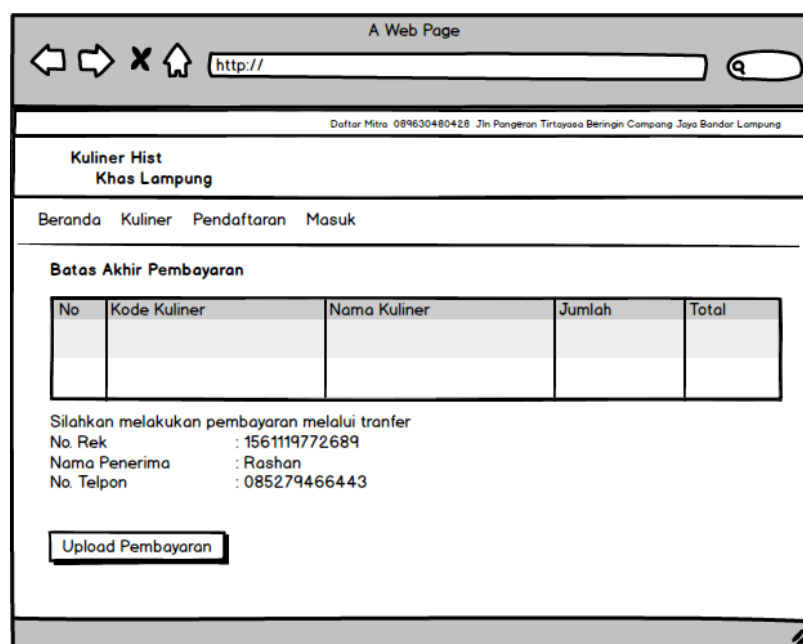 A Web Page
http://
Daftar Mitra 089630480428 Jln Pangeran Tirtayasa Beringin Campang Jaya Bandar Lampung
Kuliner Hist
Khas Lampung
Beranda Kuliner Pendaftaran Masuk
Batas Akhir Pembayaran
No Kode Kuliner Nama Kuliner Jumlah Total
Silahkan melakukan pembayaran melalui tranfer
No. Rek : 1561119772689
Nama Penerima : Rashan
No. Telpon : 085279466443
Upload Pembayaran